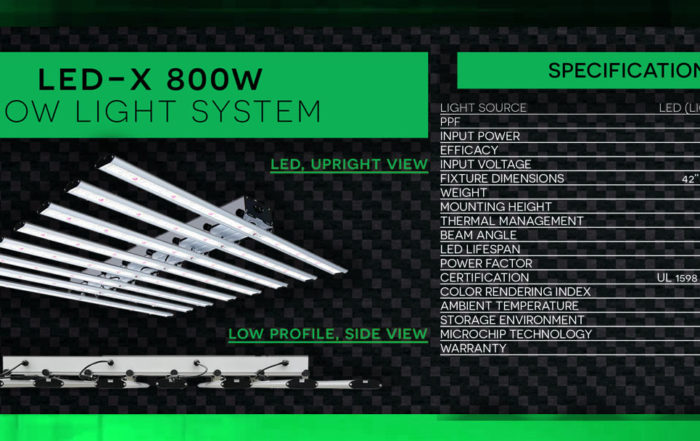 LED-X 800W
OW LIGHT SYSTEM
LED, UPRIGHT VIEW
LOW PROFILE, SIDE VIEW
SPECIFICATION
LIGHT SOURCE LED (LI
PPF
INPUT POWER
EFFICACY
INPUT VOLTAGE
FIXTURE DIMENSIONS 42"
WEIGHT
MOUNTING HEIGHT
THERMAL MANAGEMENT
BEAM ANGLE
LED LIFESPAN
POWER FACTOR
CERTIFICATION UL 1598
COLOR RENDERING INDEX
AMBIENT TEMPERATURE
STORAGE ENVIRONMENT
MICROCHIP TECHNOLOGY
WARRANTY